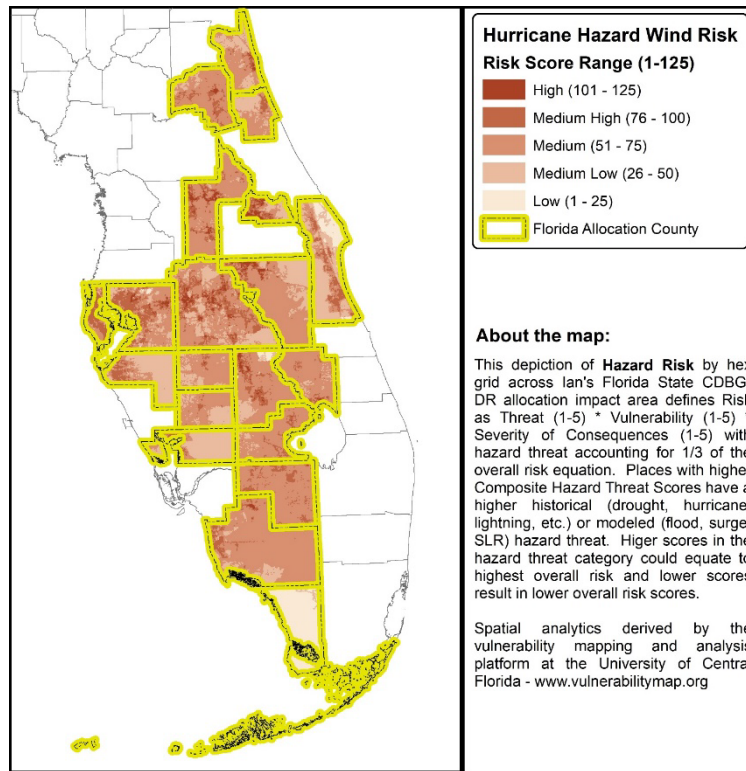 Hurricane Hazard Wind Risk
Risk Score Range (1-125)
High (101 - 125)
Medium High (76 - 100)
Medium (51 - 75)
Medium Low (26 - 50)
Low (1 - 25)
Florida Allocation County
About the map:
This depiction of Hazard Risk by hex
grid across Ian's Florida State CDBG-
DR allocation impact area defines Risk
as Threat (1-5) * Vulnerability (1-5) *
Severity of Consequences (1-5) with
hazard threat accounting for 1/3 of the
overall risk equation. Places with higher
Composite Hazard Threat Scores have a
higher historical (drought, hurricane,
lightning, etc.) or modeled (flood, surge,
SLR) hazard threat. Higer scores in the
hazard threat category could equate to
highest overall risk and lower scores
result in lower overall risk scores.
Spatial analytics derived by the
vulnerability mapping and analysis
platform at the University of Central
Florida - www.vulnerabilitymap.org